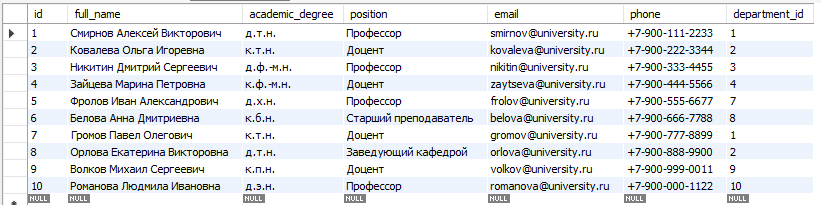 id full_name academic_degree position email phone department_id
1 Смирнов Алексей Викторович д.т.н. Профессор smirnov@university.ru +7-900-111-2233 1
2 Ковалева Ольга Игоревна к.т.н. Доцент kovaleva@university.ru +7-900-222-3344 2
3 Никитин Дмитрий Сергеевич д.ф.-м.н. Профессор nikitin@university.ru +7-900-333-4455 3
4 Зайцева Марина Петровна к.ф.-м.н. Доцент zaytseva@university.ru +7-900-444-5566 4
5 Фролов Иван Александрович д.х.н. Профессор frolov@university.ru +7-900-555-6677 7
6 Белова Анна Дмитриевна к.б.н. Старший преподаватель belova@university.ru +7-900-666-7788 8
7 Громов Павел Олегович к.т.н. Доцент gromov@university.ru +7-900-777-8899 1
8 Орлова Екатерина Викторовна д.т.н. Заведующий кафедрой orlova@university.ru +7-900-888-9900 2
9 Волков Михаил Сергеевич к.п.н. Доцент volkov@university.ru +7-900-999-0011 9
10 Романова Людмила Ивановна д.э.н. Профессор romanova@university.ru +7-900-000-1122 10
NULL NULL NULL NULL NULL NULL NULL